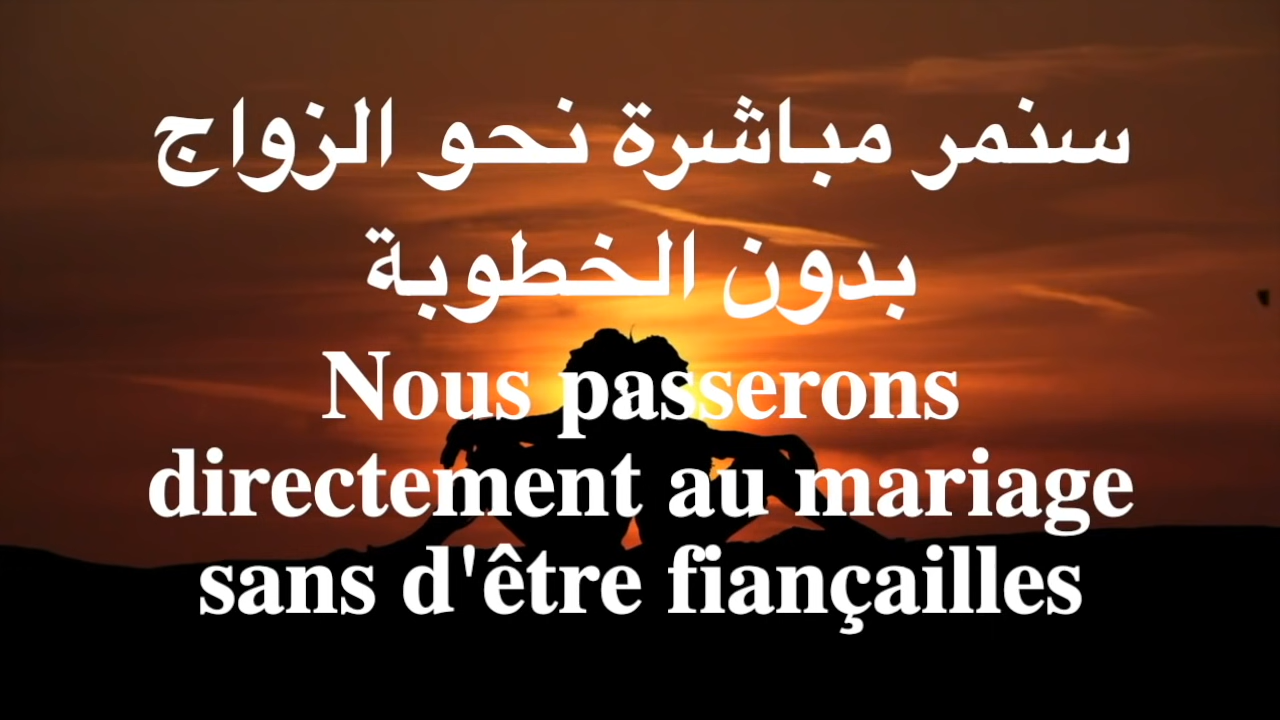 سنمر مباشرة نحو الزواج
بدون الخطوبة
Nous passerons
directement au mariage
sans d'être fiançailles